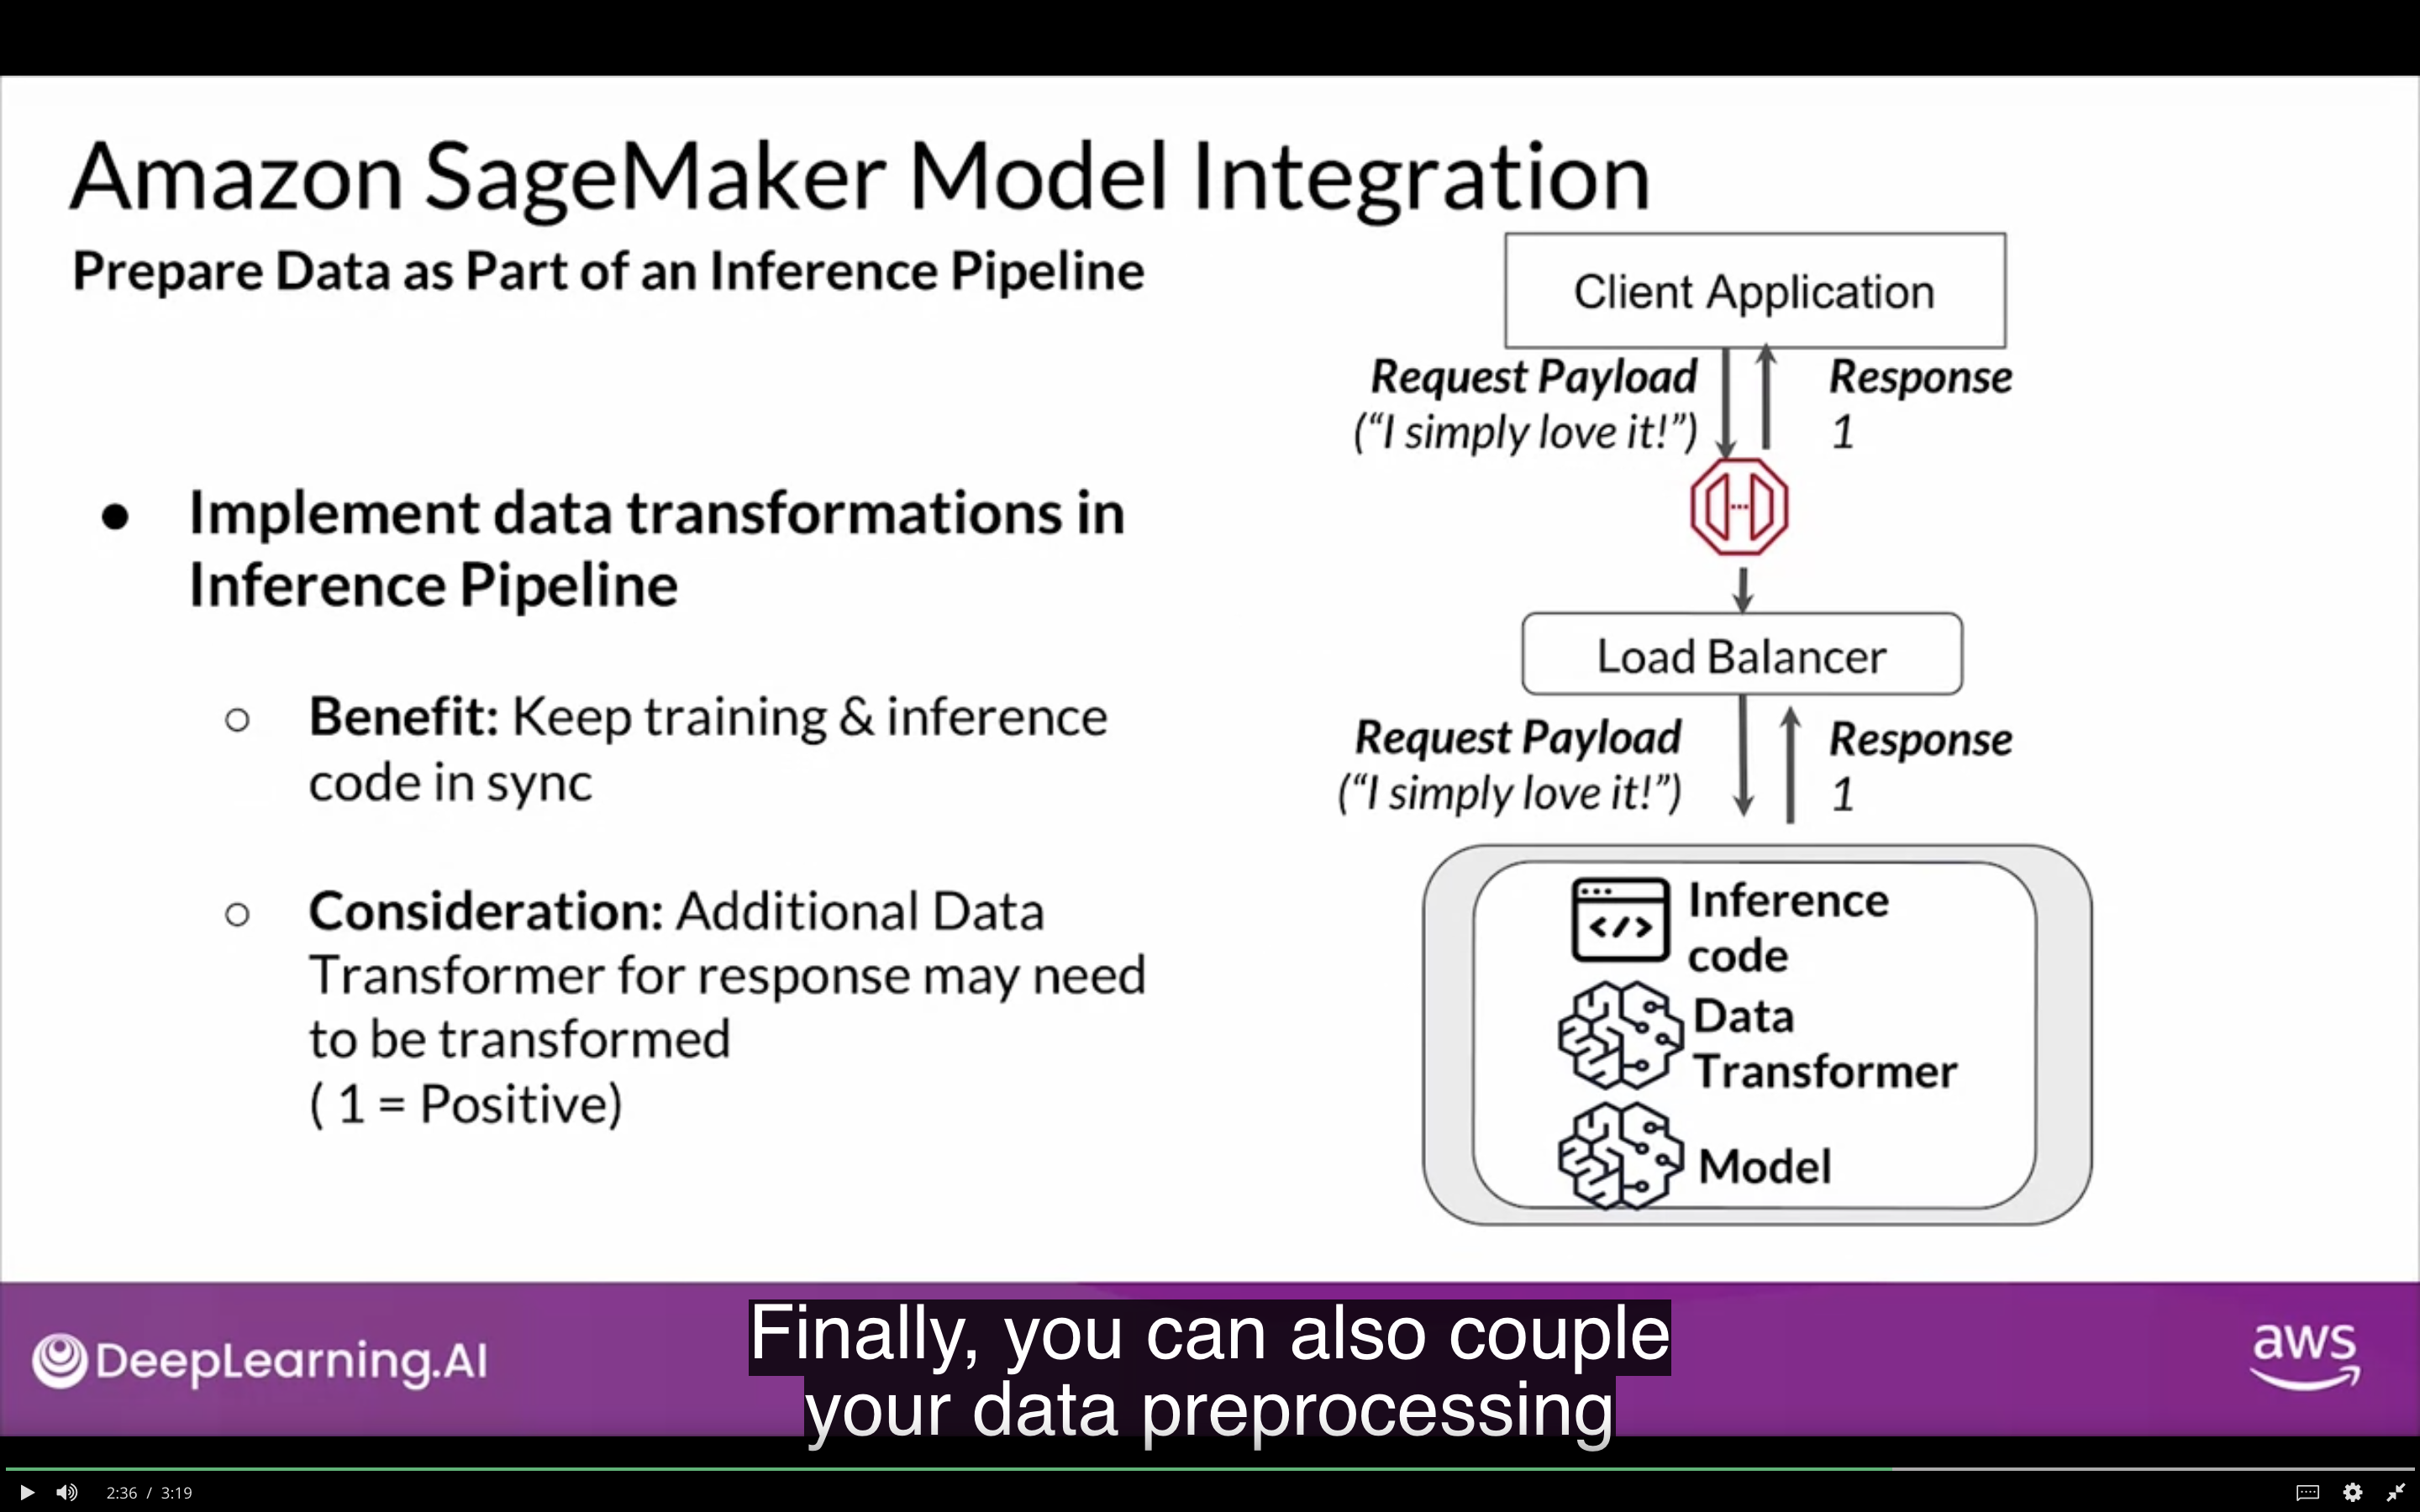 Amazon SageMaker Model Integration
Prepare Data as Part of an Inference Pipeline
● Implement data transformations in
Inference Pipeline
○ Benefit: Keep training & inference
code in sync
○ Consideration: Additional Data
Transformer for response may need
to be transformed
( 1 = Positive)
Client Application
Request Payload
(“I simply love it!”)
Response
1
Load Balancer
Request Payload
(“I simply love it!”)
Response
1
</>
Inference
code
Data
Transformer
Model
DeepLearning.AI
Finally, you can also couple
your data preprocessing
aws
2:36 / 3:19